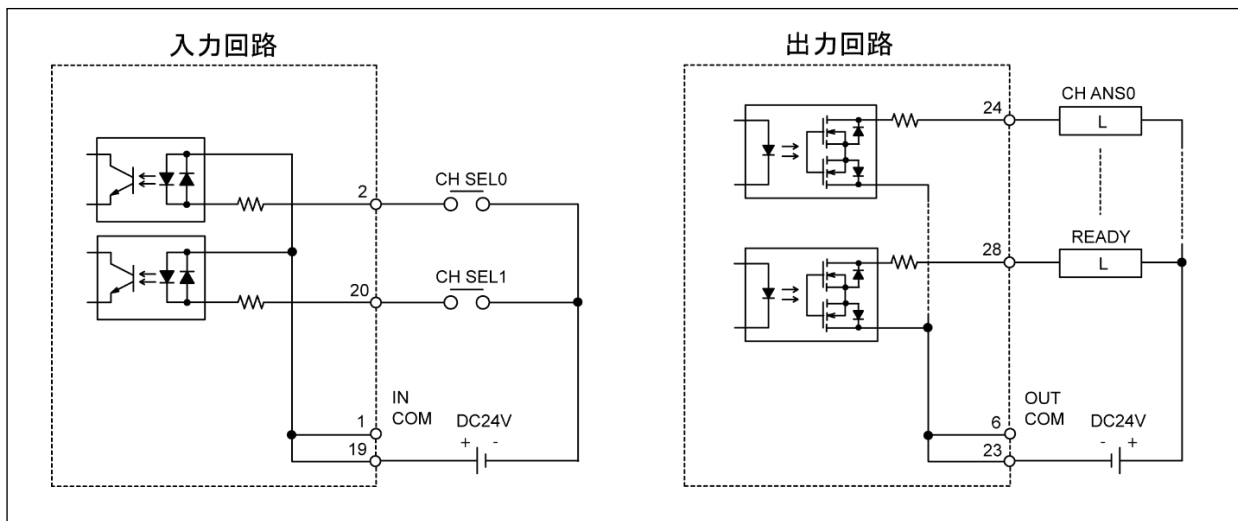 入力回路
2
CH SEL0
20
CH SEL1
IN
COM
1
19
DC24V
+ -
出力回路
24
CH ANS0
L
28
READY
L
OUT
COM
6
23
DC24V
- +